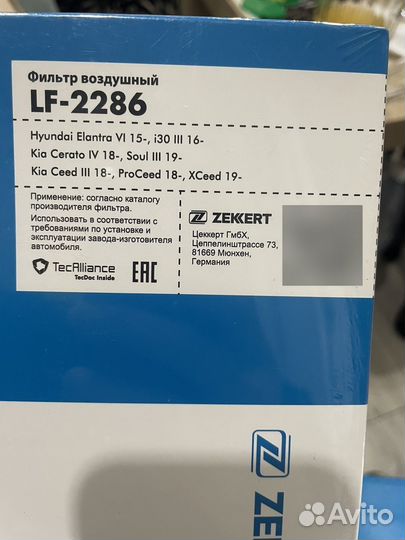 Фильтр воздушный
LF-2286
Hyundai Elantra VI 15-, i30 III 16-
Kia Cerato IV 18-, Soul III 19-
Kia Ceed III 18-, ProCeed 18-, XCeed 19-
Применение: согласно каталогу
производителя фильтра.
Использовать в соответствии с
требованиями по установке и
эксплуатации завода-изготовителя
автомобиля.
TecAlliance
TecDoc Inside
EAC
ZEKKERT
Цеккерт ГмбХ,
Цеппелинштрассе 73,
81669 Мюнхен,
Германия
ZE
Avito